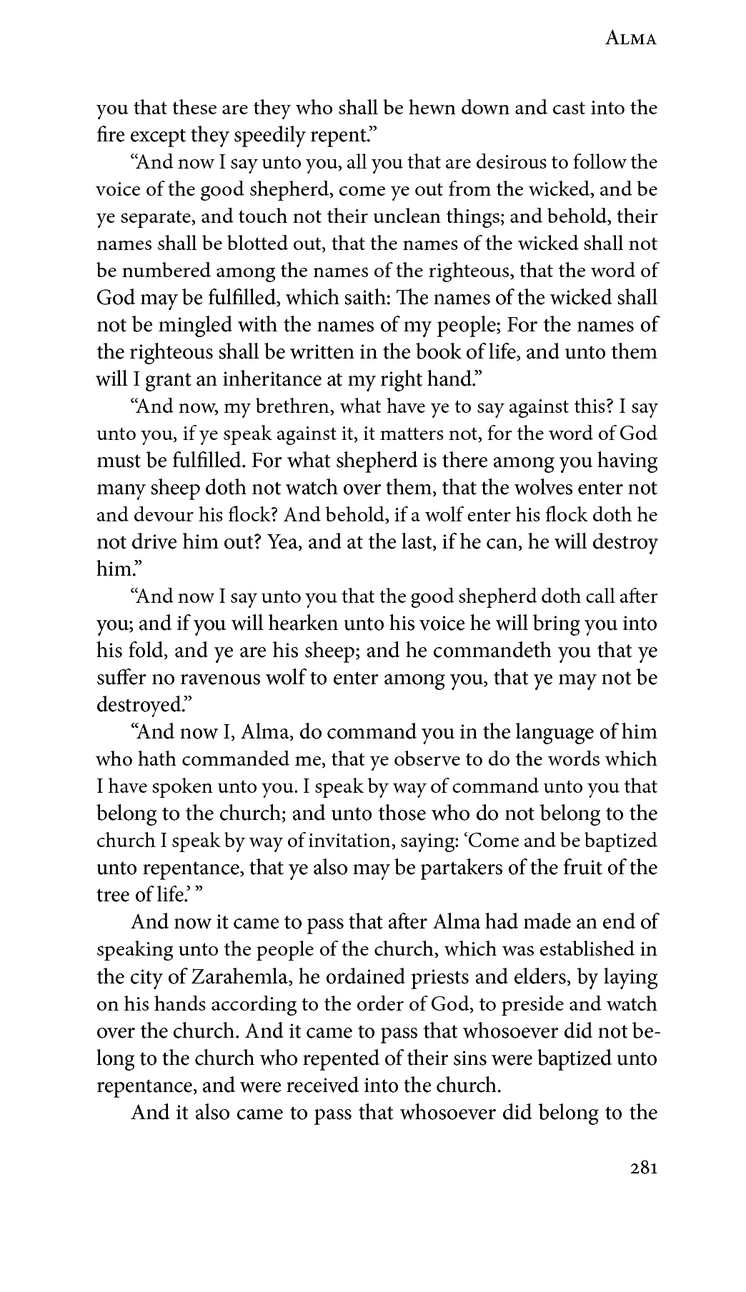 Alma
you that these are they who shall be hewn down and cast into the
fire except they speedily repent.”
“And now I say unto you, all you that are desirous to follow the
voice of the good shepherd, come ye out from the wicked, and be
ye separate, and touch not their unclean things; and behold, their
names shall be blotted out, that the names of the wicked shall not
be numbered among the names of the righteous, that the word of
God may be fulfilled, which saith: The names of the wicked shall
not be mingled with the names of my people; For the names of
the righteous shall be written in the book of life, and unto them
will I grant an inheritance at my right hand.”
“And now, my brethren, what have ye to say against this? I say
unto you, if ye speak against it, it matters not, for the word of God
must be fulfilled. For what shepherd is there among you having
many sheep doth not watch over them, that the wolves enter not
and devour his flock? And behold, if a wolf enter his flock doth he
not drive him out? Yea, and at the last, if he can, he will destroy
him.”
“And now I say unto you that the good shepherd doth call after
you; and if you will hearken unto his voice he will bring you into
his fold, and ye are his sheep; and he commandeth you that ye
suffer no ravenous wolf to enter among you, that ye may not be
destroyed.”
“And now I, Alma, do command you in the language of him
who hath commanded me, that ye observe to do the words which
I have spoken unto you. I speak by way of command unto you that
belong to the church; and unto those who do not belong to the
church I speak by way of invitation, saying: ‘Come and be baptized
unto repentance, that ye also may be partakers of the fruit of the
tree of life.’ ”
And now it came to pass that after Alma had made an end of
speaking unto the people of the church, which was established in
the city of Zarahemla, he ordained priests and elders, by laying
on his hands according to the order of God, to preside and watch
over the church. And it came to pass that whosoever did not be-
long to the church who repented of their sins were baptized unto
repentance, and were received into the church.
And it also came to pass that whosoever did belong to the
281